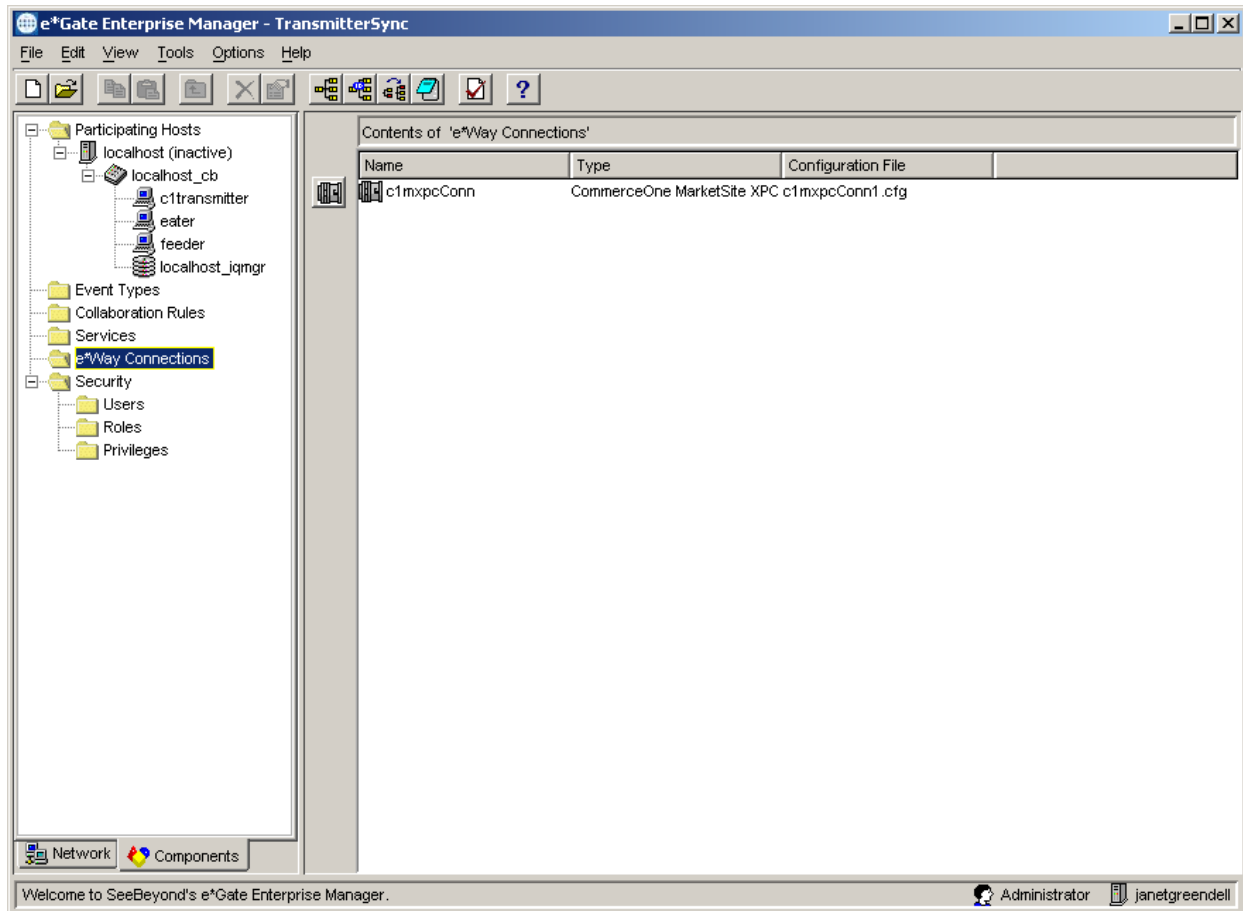 e*Gate Enterprise Manager - TransmitterSync
File Edit View Tools Options Help
Participating Hosts
localhost (inactive)
localhost_cb
c1transmitter
eater
feeder
localhost_iqmgr
Event Types
Collaboration Rules
Services
e*Way Connections
Security
Users
Roles
Privileges
Contents of 'e*Way Connections'
Name Type Configuration File
c1mxpcConn CommerceOne MarketSite XPC c1mxpcConn1.cfg
Network Components
Welcome to SeeBeyond's e*Gate Enterprise Manager. Administrator janetgreendell